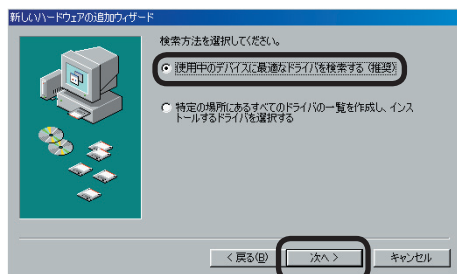 新しいハードウェアの追加ウィザード
検索方法を選択してください。
使用中のデバイスに最適なドライバを検索する (推奨)
特定の場所にあるすべてのドライバの一覧を作成し、インス
トールするドライバを選択する
< 戻る(B)
次へ >
キャンセル